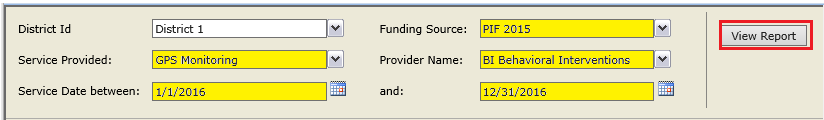 District Id District 1 Funding Source: PIF 2015 View Report
Service Provided: GPS Monitoring Provider Name: BI Behavioral Interventions
Service Date between: 1/1/2016 and: 12/31/2016